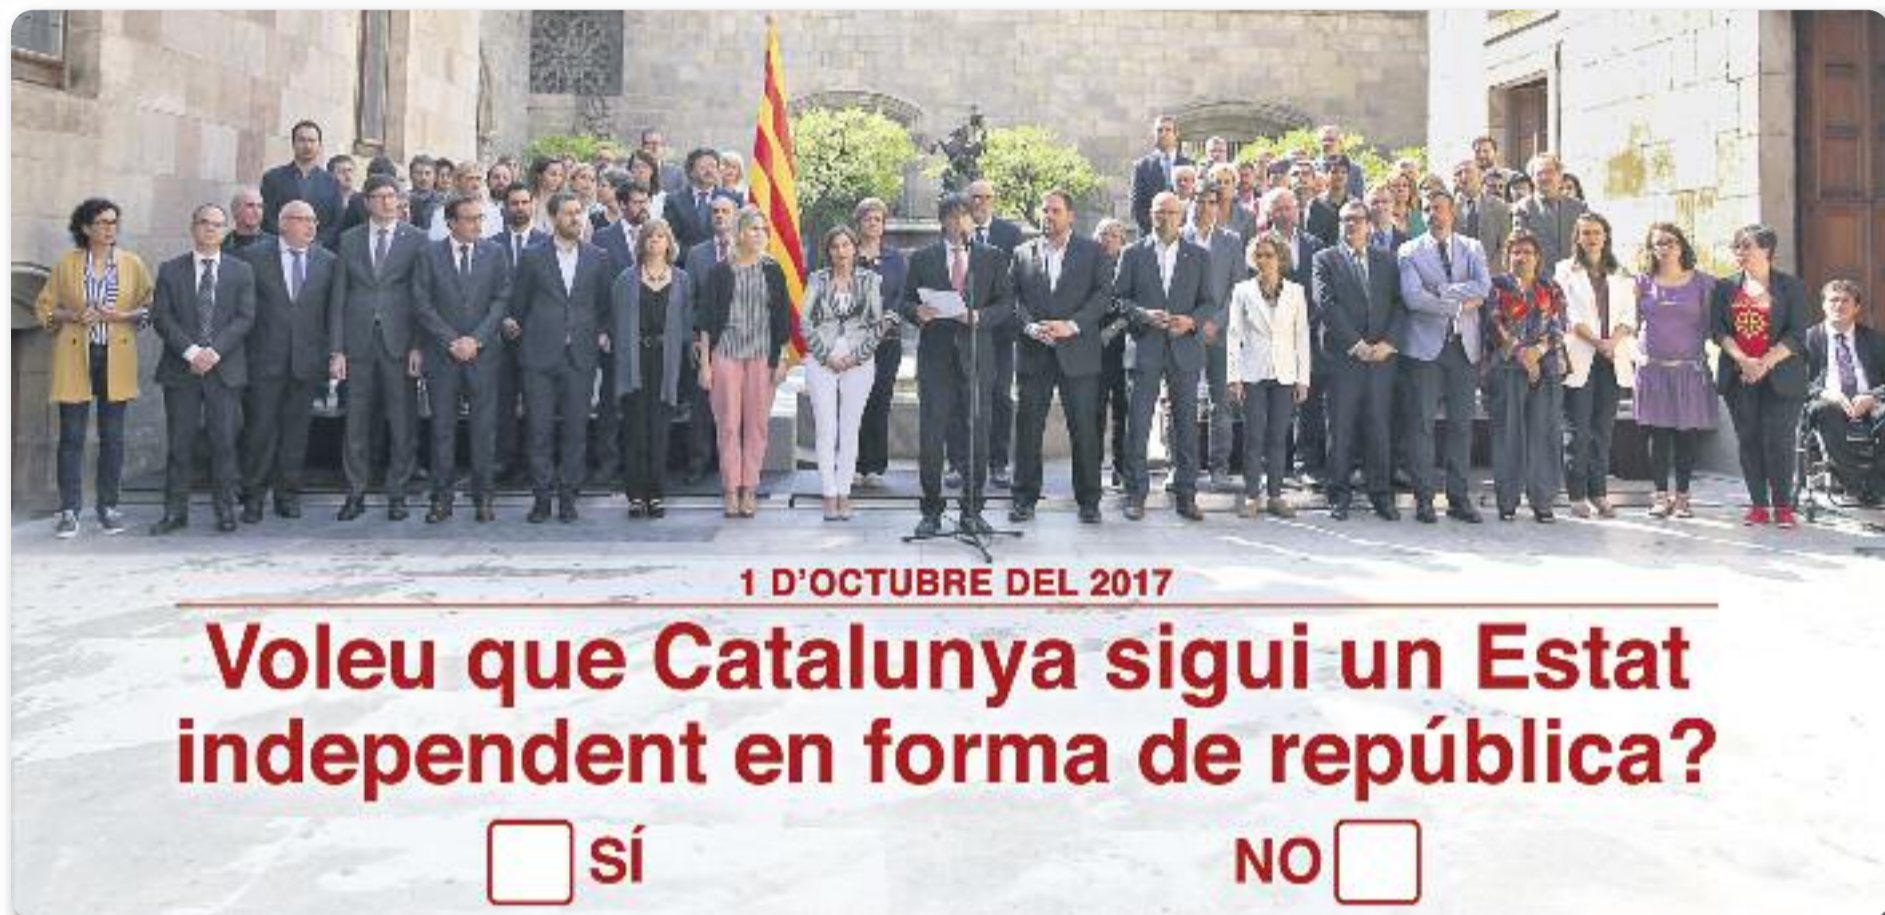 1 D'OCTUBRE DEL 2017
Voleu que Catalunya sigui un Estat
independent en forma de república?
SÍ
NO